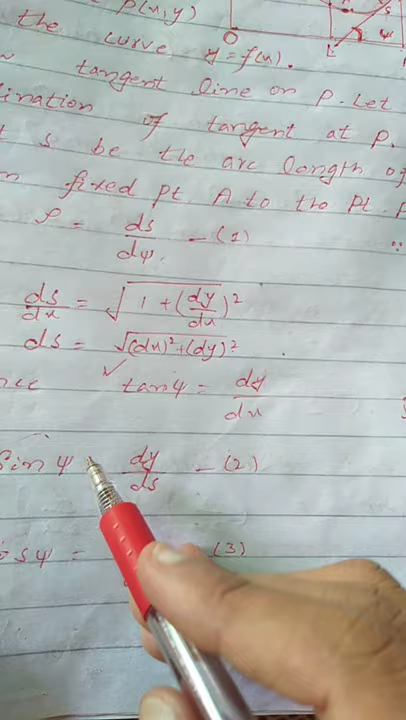 P(x,y)
the curve y = f(x).
tangent line on P. Let
of tangent at P.
S be the arc length of
fixed pt. A to the pt. P
ρ = ds/dψ - (1)
ds/dx = √1 + (dy/dx)²
ds = √(dx)² + (dy)²
tan ψ = dy/dx
Sin ψ dy/ds - (2)
ψ = (3)